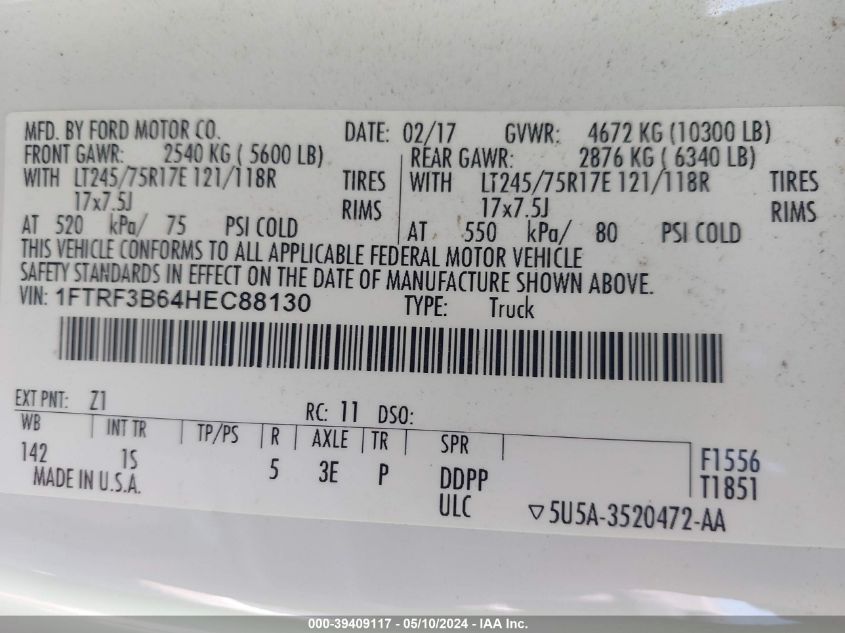 MFD. BY FORD MOTOR CO. DATE: 02/17 GVWR: 4672 KG (10300 LB)
FRONT GAWR: 2540 KG ( 5600 LB) REAR GAWR: 2876 KG ( 6340 LB)
WITH LT245/75R17E 121/118R TIRES WITH LT245/75R17E 121/118R TIRES
17x7.5J RIMS 17x7.5J RIMS
AT 520 kPa/ 75 PSI COLD AT 550 kPa/ 80 PSI COLD
THIS VEHICLE CONFORMS TO ALL APPLICABLE FEDERAL MOTOR VEHICLE
SAFETY STANDARDS IN EFFECT ON THE DATE OF MANUFACTURE SHOWN ABOVE.
VIN: 1FTRF3B64HEC88130 TYPE: Truck
EXT PNT: Z1 RC: 11 DSO:
WB INT TR TP/PS R AXLE TR SPR
142 1S 5 3E P DDPP F1556
MADE IN U.S.A. ULC T1851
▽5U5A-3520472-AA
000-39409117 — 05/10/2024 — IAA Inc.